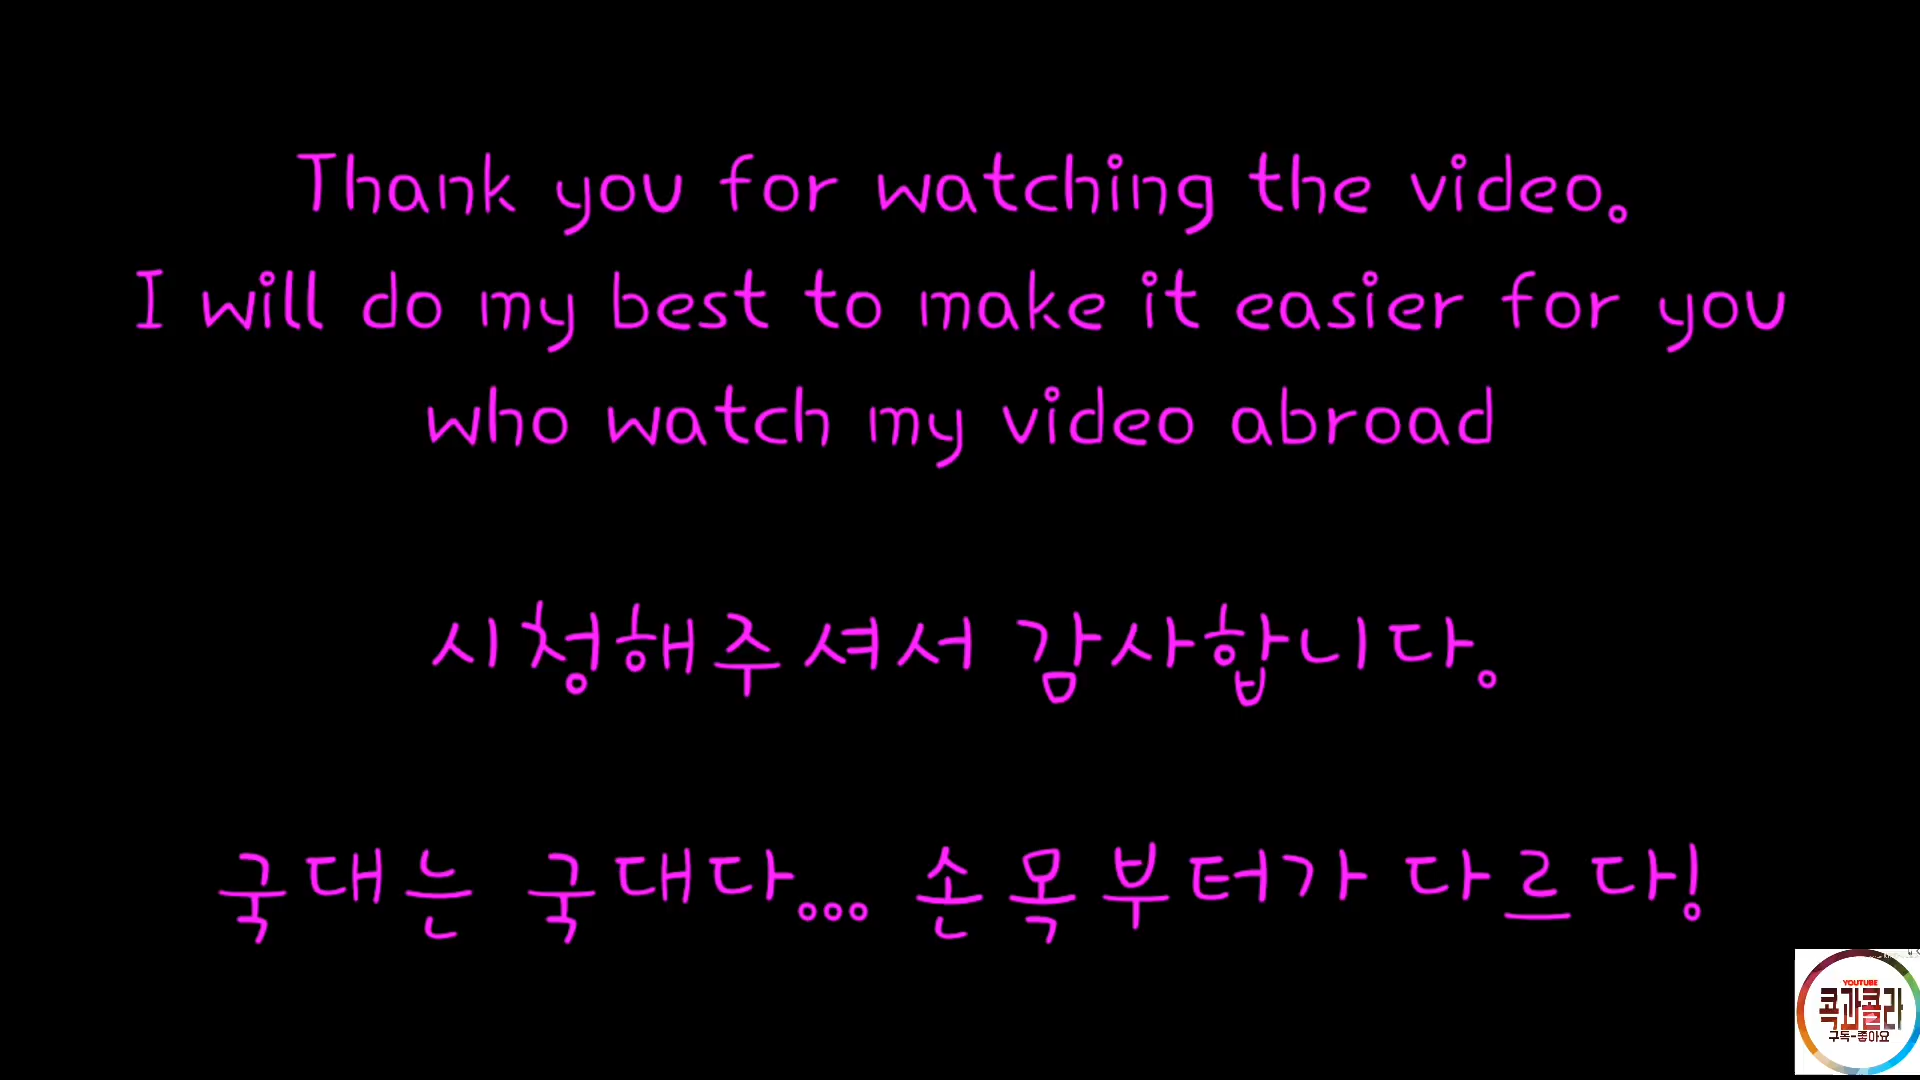 Thank you for watching the video.
I will do my best to make it easier for you
who watch my video abroad
시청해주셔서 감사합니다.
국대는 국대다... 손목부터가 다르다!
YOUTUBE
콕과콜라
구독-좋아요